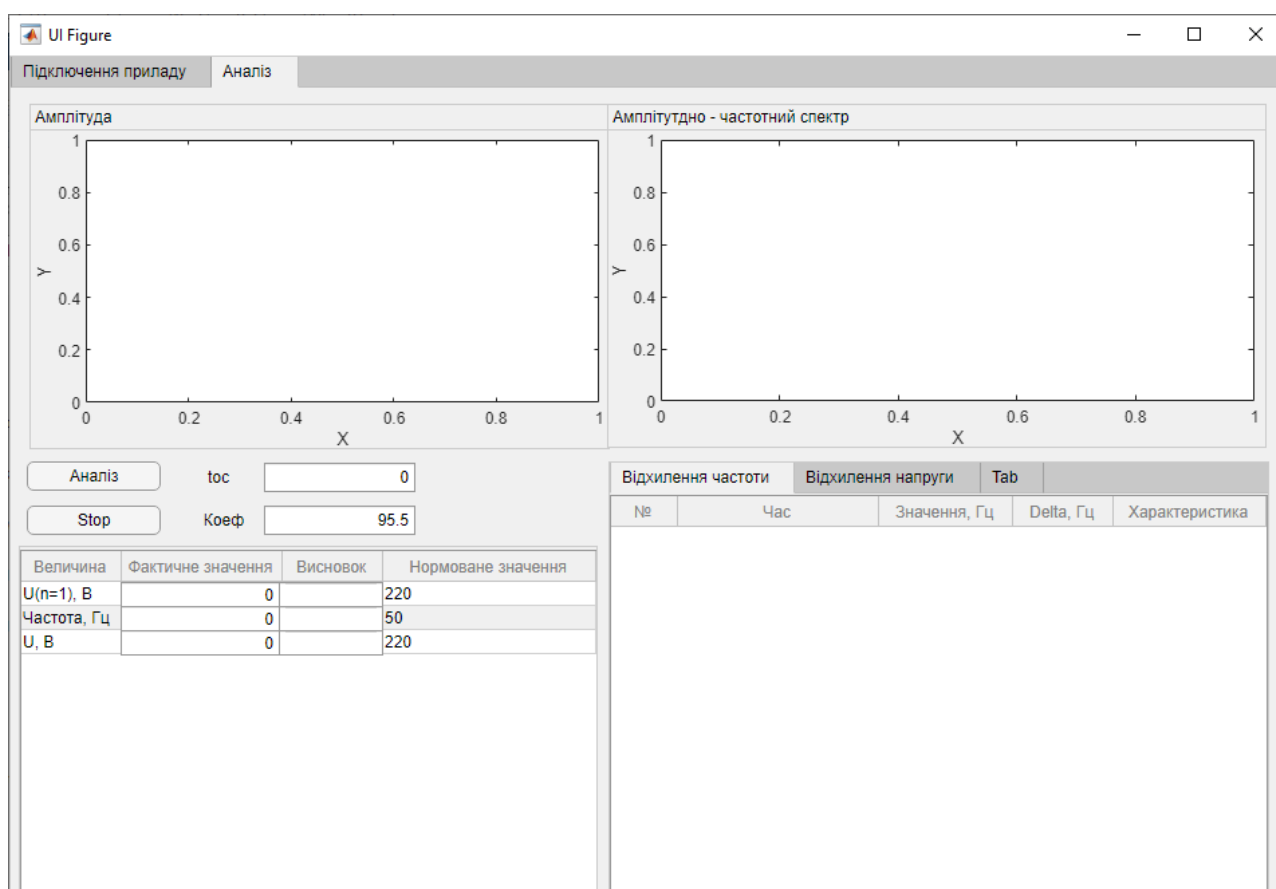 UI Figure
Підключення приладу Аналіз
Амплітуда
1
0.8
0.6
0.4
0.2
0
Y
0 0.2 0.4 0.6 0.8 1
X
Амплітутдно - частотний спектр
1
0.8
0.6
0.4
0.2
0
Y
0 0.2 0.4 0.6 0.8 1
X
Аналіз toc 0
Stop Коеф 95.5
Величина Фактичне значення Висновок Нормоване значення
U(n=1), В 0 220
Частота, Гц 0 50
U, В 0 220
Відхилення частоти Відхилення напруги Tab
№ Час Значення, Гц Delta, Гц Характеристика